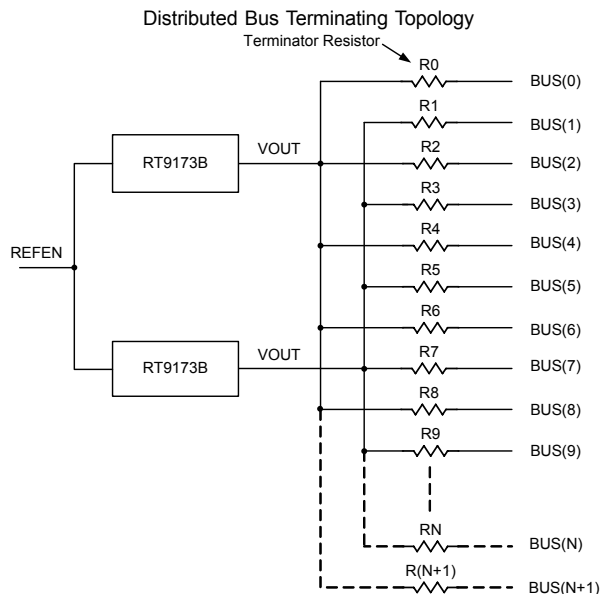 Distributed Bus Terminating Topology
Terminator Resistor
R0
BUS(0)
R1
BUS(1)
RT9173B
VOUT
R2
BUS(2)
R3
BUS(3)
R4
BUS(4)
REFEN
R5
BUS(5)
R6
BUS(6)
RT9173B
VOUT
R7
BUS(7)
R8
BUS(8)
R9
BUS(9)
RN
BUS(N)
R(N+1)
BUS(N+1)